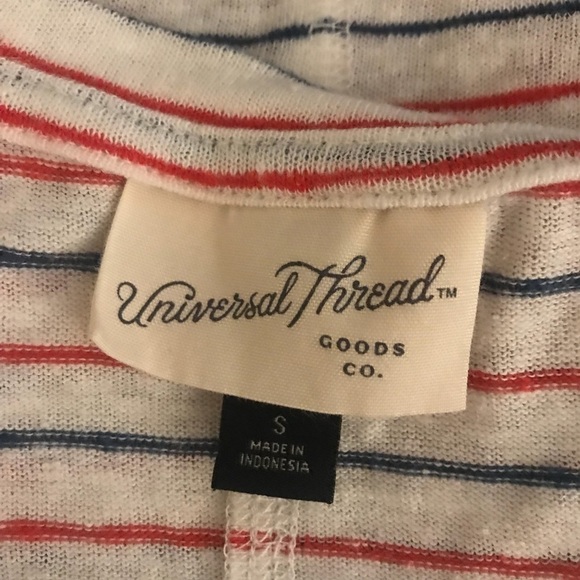 Universal Thread™
GOODS
CO.
S
MADE IN
INDONESIA